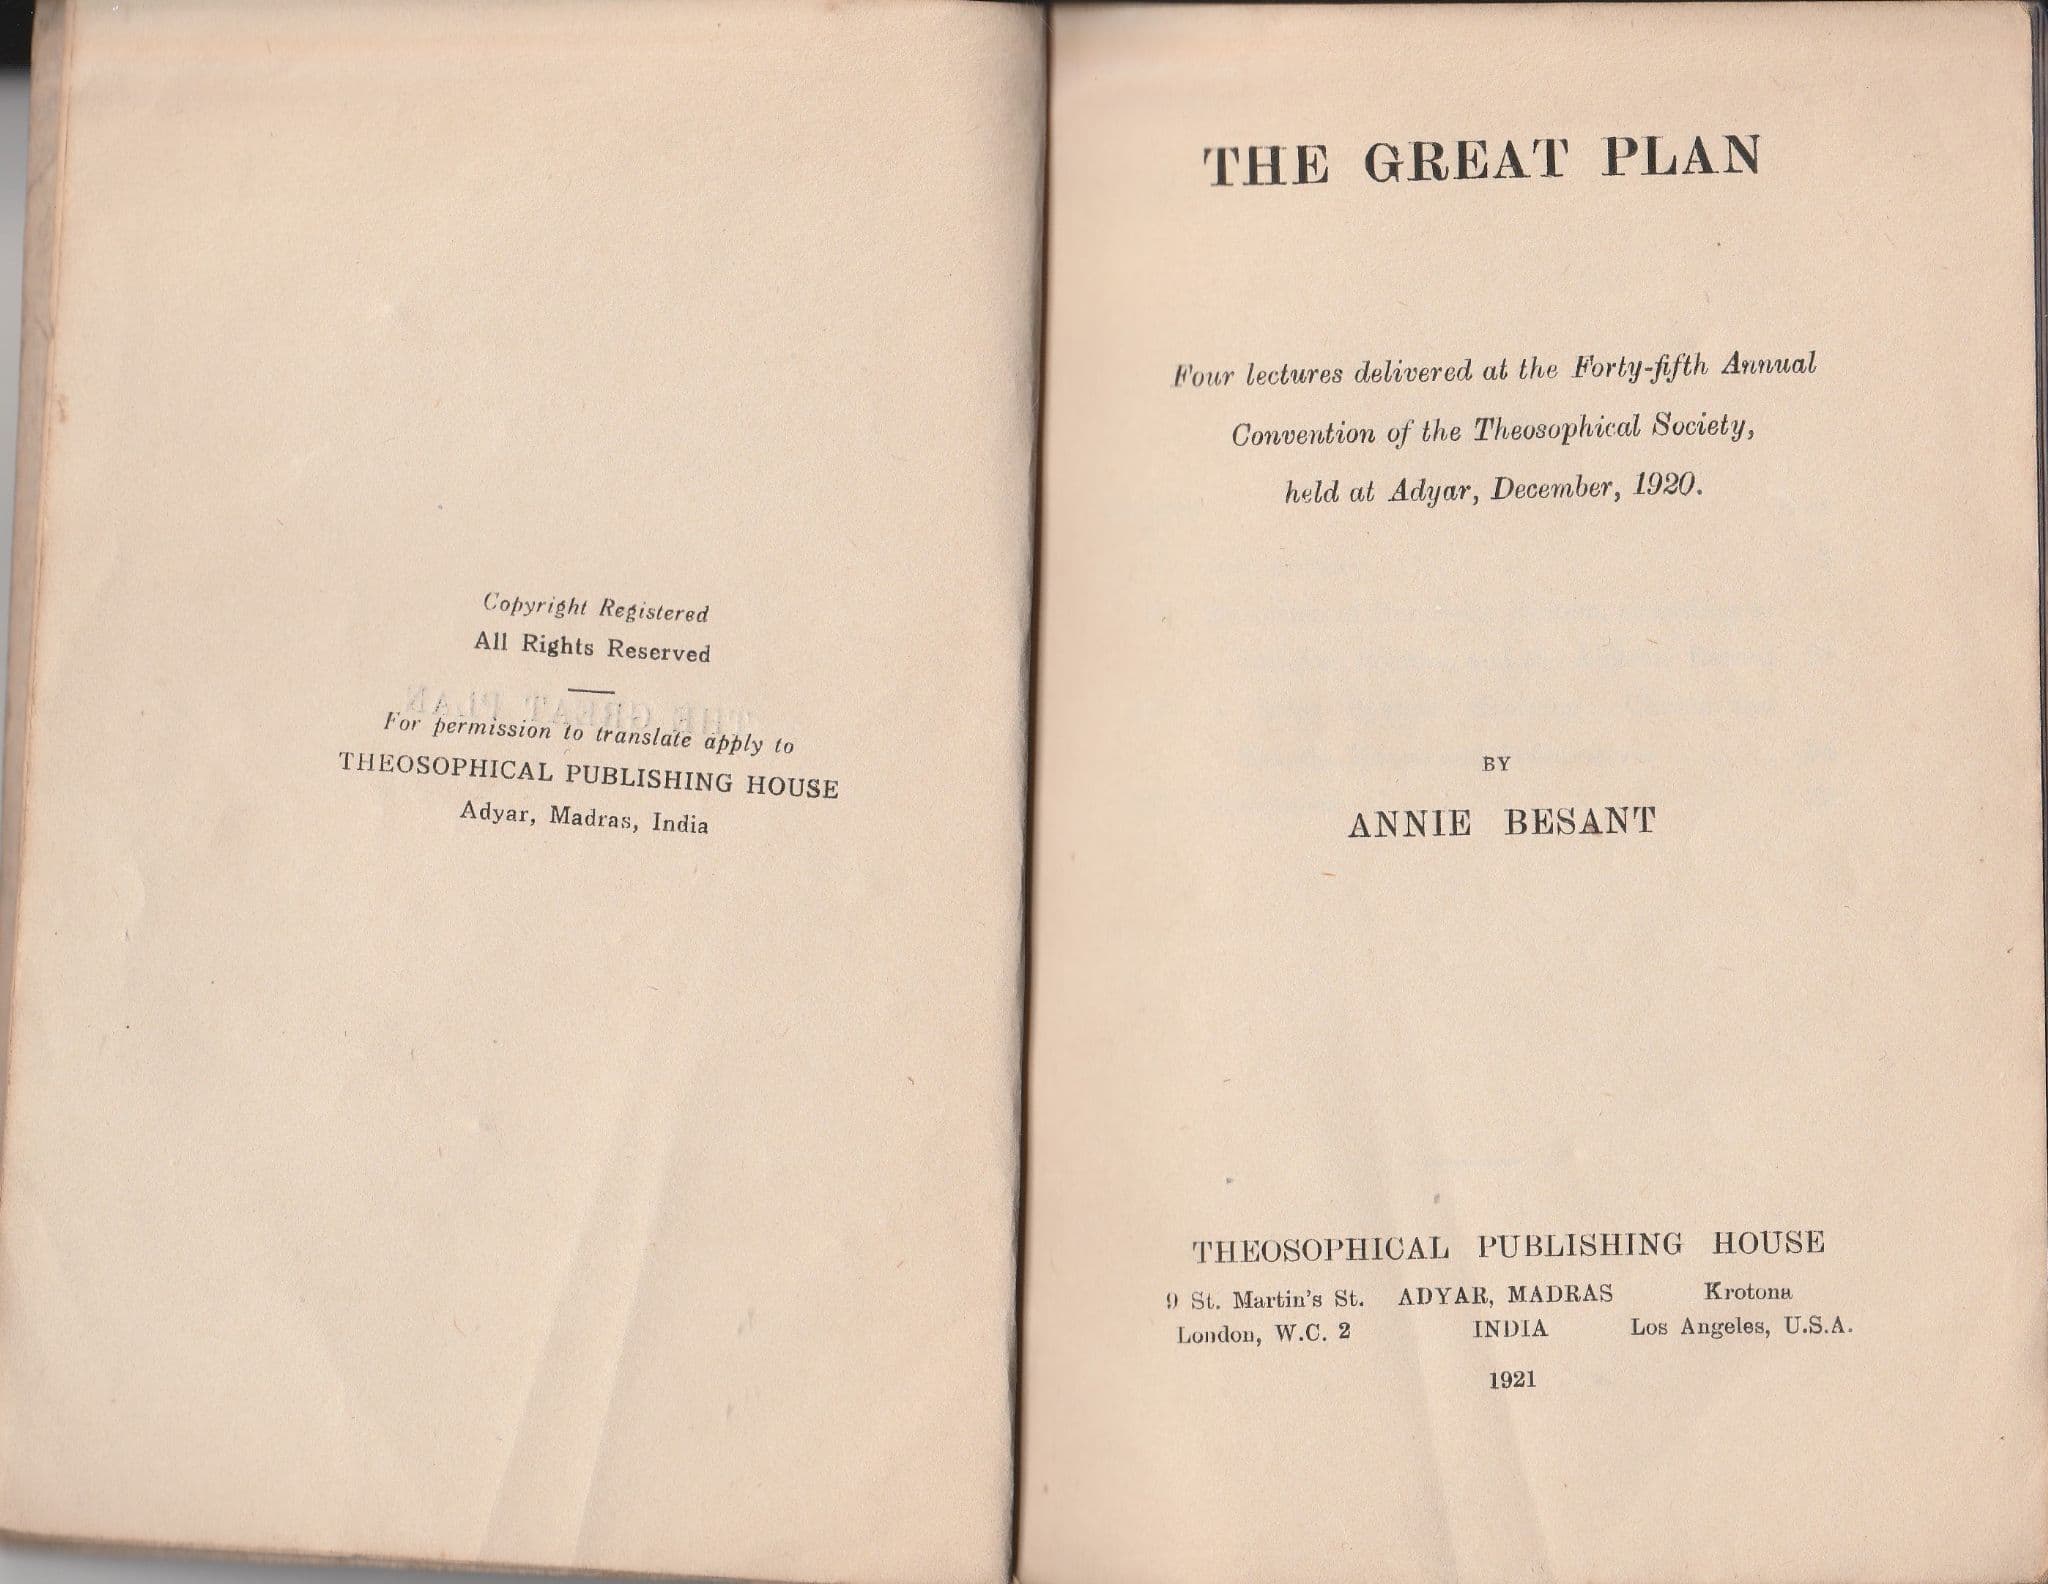 Copyright Registered
All Rights Reserved
For permission to translate apply to
THEOSOPHICAL PUBLISHING HOUSE
Adyar, Madras, India
THE GREAT PLAN
Four lectures delivered at the Forty-fifth Annual
Convention of the Theosophical Society,
held at Adyar, December, 1920.
BY
ANNIE BESANT
THEOSOPHICAL PUBLISHING HOUSE
9 St. Martin's St. ADYAR, MADRAS Krotona
London, W.C. 2 INDIA Los Angeles, U.S.A.
1921